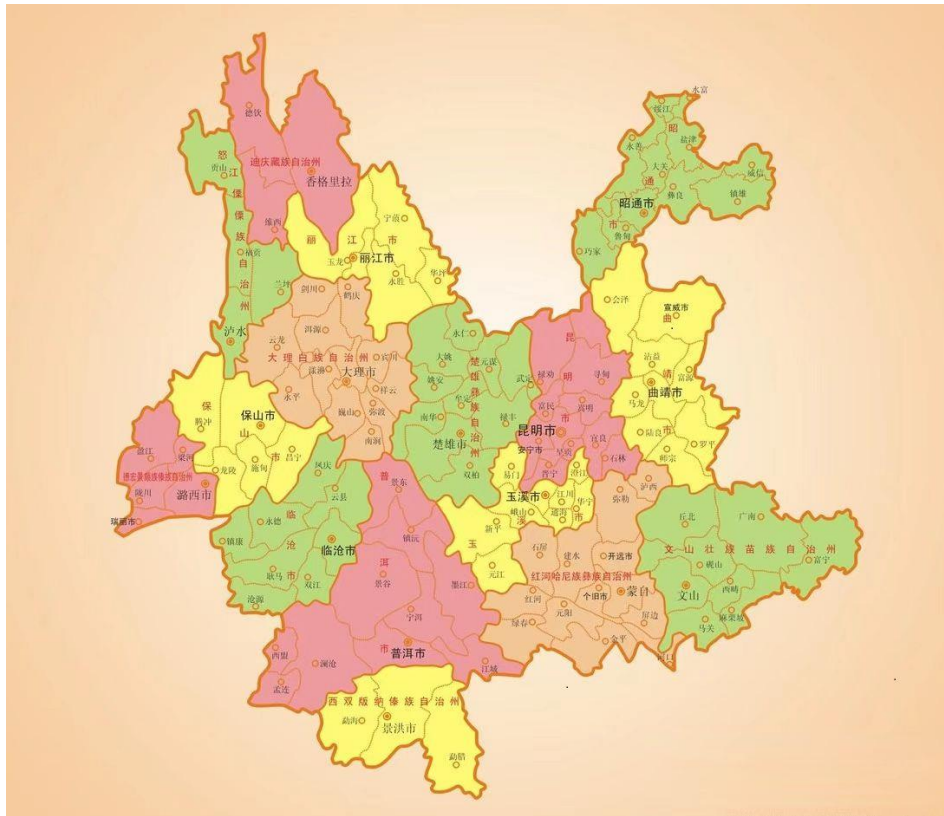 水富
绥江
昭
盐津
永善
大关
威信
通
彝良
镇雄
昭通市
市
鲁甸
巧家
德钦
怒
贡山
江
迪庆藏族自治州
香格里拉
傈
僳
族
自
治
州
维西
福贡
兰坪
泸水
宁蒗
丽江市
玉龙
丽江市
永胜
华坪
剑川
鹤庆
洱源
云龙
大理白族自治州
宾川
漾濞
大理市
永平
祥云
巍山
弥渡
南涧
永仁
大姚
元谋
楚
雄
彝
族
自
治
州
姚安
牟定
武定
南华
禄丰
楚雄市
双柏
会泽
宣威市
曲
靖
市
沾益
富源
曲靖市
马龙
陆良
罗平
师宗
昆
明
市
禄劝
寻甸
富民
嵩明
昆明市
安宁市
呈贡
宜良
晋宁
石林
保
山
市
保山市
腾冲
龙陵
施甸
昌宁
盈江
梁河
德宏景颇族傣族自治州
陇川
潞西市
瑞丽市
凤庆
云县
临
沧
市
永德
镇康
临沧市
耿马
双江
沧源
普
洱
市
景东
镇沅
景谷
墨江
宁洱
普洱市
西盟
澜沧
孟连
江城
易门
澄江
玉溪市
江川
华宁
峨山
通海
玉
溪
市
新平
元江
弥勒
泸西
石屏
建水
开远市
红河哈尼族彝族自治州
个旧市
蒙自
红河
元阳
屏边
绿春
金平
河口
丘北
广南
文山壮族苗族自治州
砚山
富宁
文山
西畴
麻栗坡
马关
西双版纳傣族自治州
勐海
景洪市
勐腊